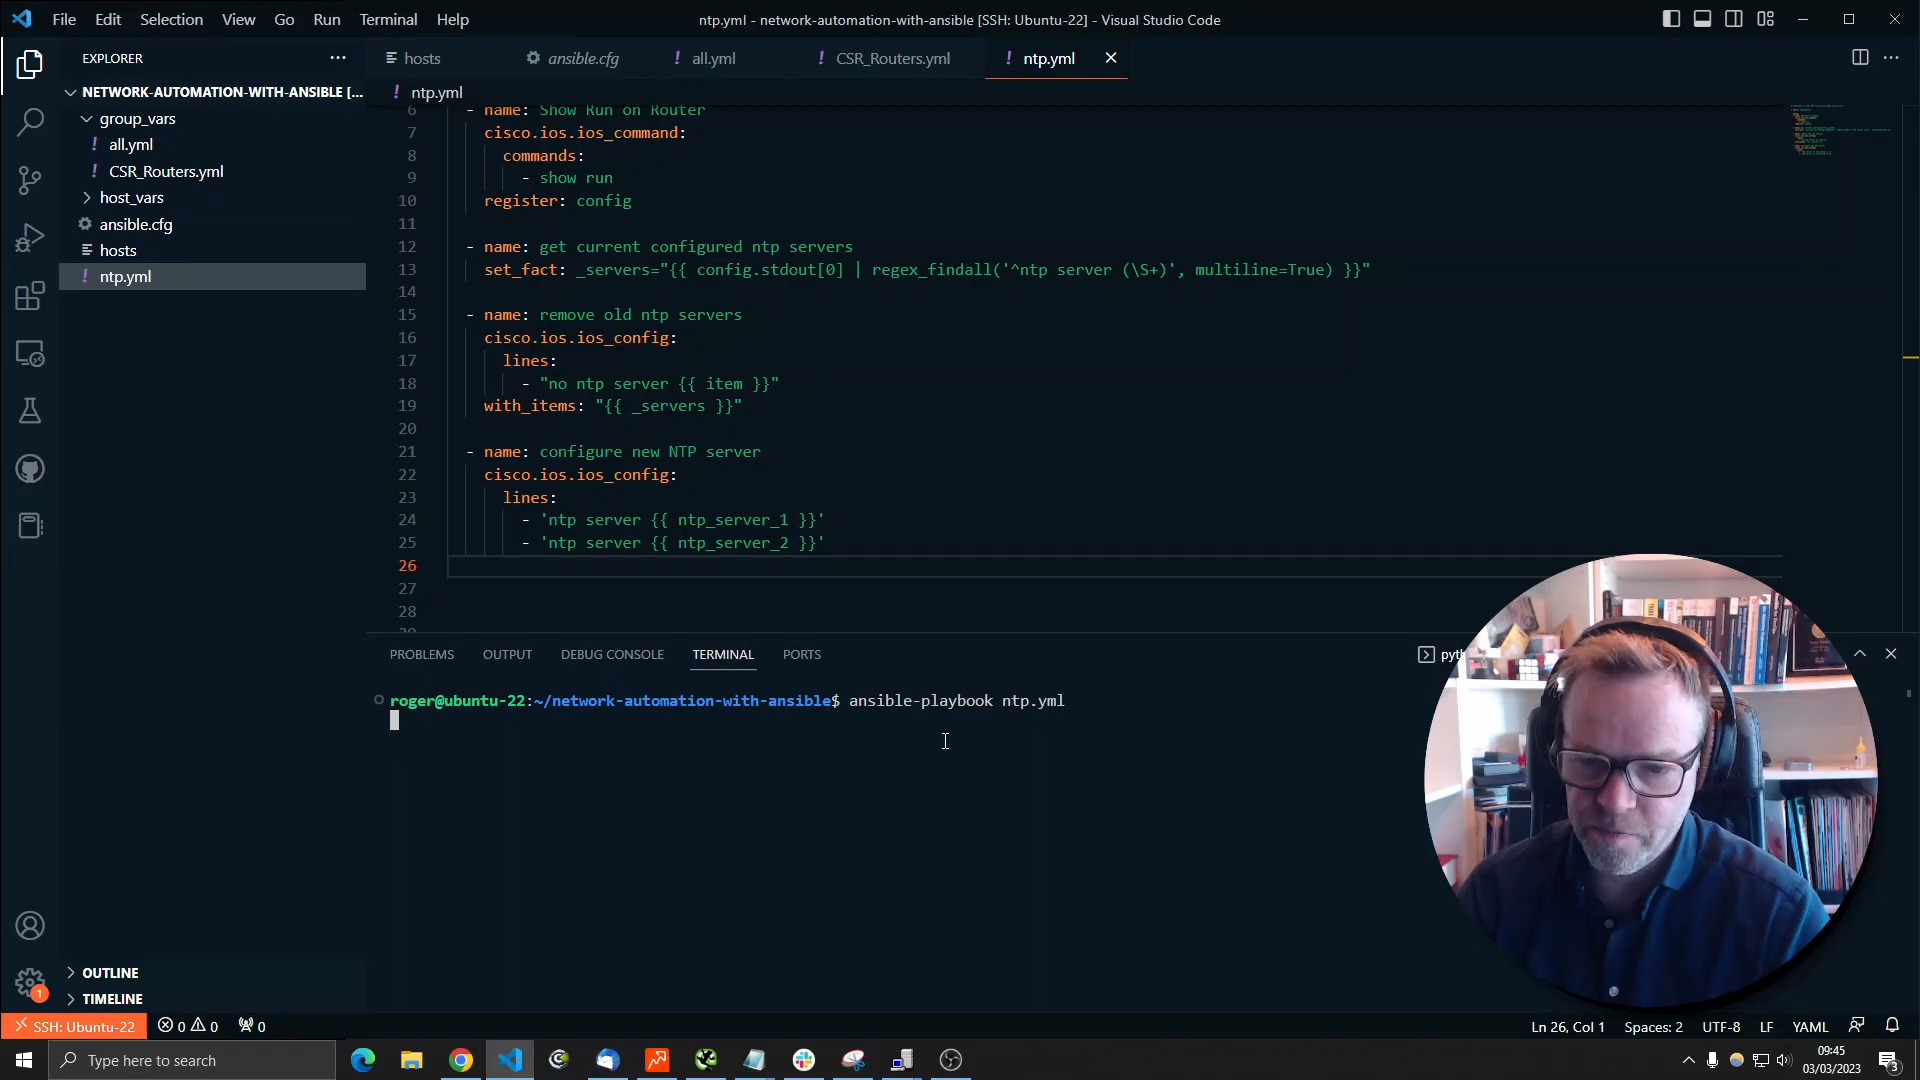 File Edit Selection View Go Run Terminal Help
ntp.yml - network-automation-with-ansible [SSH: Ubuntu-22] - Visual Studio Code
EXPLORER
hosts
ansible.cfg
! all.yml
! CSR_Routers.yml
! ntp.yml
NETWORK-AUTOMATION-WITH-ANSIBLE [...
group_vars
! all.yml
! CSR_Routers.yml
host_vars
ansible.cfg
hosts
! ntp.yml
! ntp.yml
6 - name: Show Run on Router
7 cisco.ios.ios_command:
8 commands:
9 - show run
10 register: config
11
12 - name: get current configured ntp servers
13 set_fact: _servers="{{ config.stdout[0] | regex_findall('^ntp server (\S+)', multiline=True) }}"
14
15 - name: remove old ntp servers
16 cisco.ios.ios_config:
17 lines:
18 - "no ntp server {{ item }}"
19 with_items: "{{ _servers }}"
20
21 - name: configure new NTP server
22 cisco.ios.ios_config:
23 lines:
24 - 'ntp server {{ ntp_server_1 }}'
25 - 'ntp server {{ ntp_server_2 }}'
26
27
28
PROBLEMS OUTPUT DEBUG CONSOLE TERMINAL PORTS
roger@ubuntu-22:~/network-automation-with-ansible$ ansible-playbook ntp.yml
OUTLINE
TIMELINE
1
SSH: Ubuntu-22 0 0 0
Ln 26, Col 1 Spaces: 2 UTF-8 LF YAML
Type here to search
09:45
03/03/2023
3